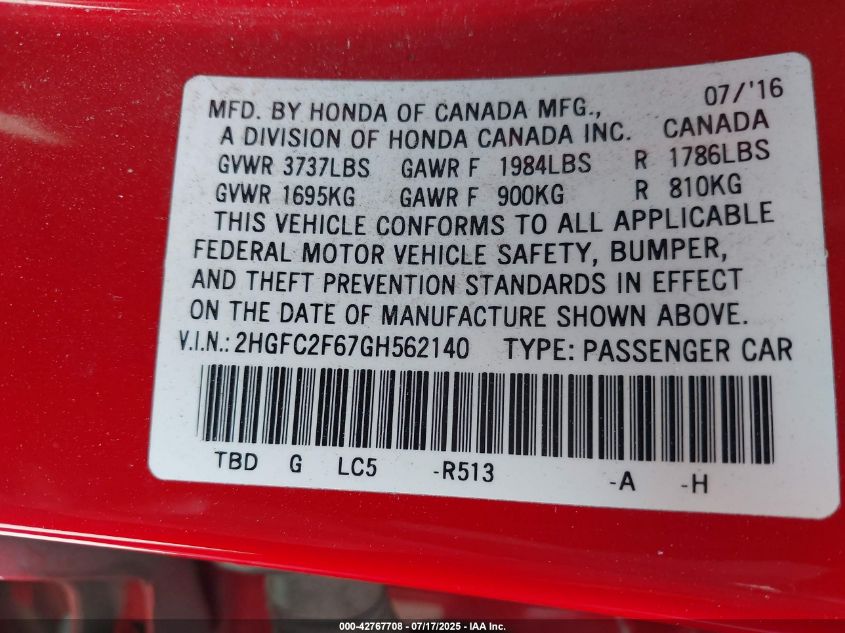 07/'16
MFD. BY HONDA OF CANADA MFG.,
A DIVISION OF HONDA CANADA INC. CANADA
GVWR 3737LBS GAWR F 1984LBS R 1786LBS
GVWR 1695KG GAWR F 900KG R 810KG
THIS VEHICLE CONFORMS TO ALL APPLICABLE
FEDERAL MOTOR VEHICLE SAFETY, BUMPER,
AND THEFT PREVENTION STANDARDS IN EFFECT
ON THE DATE OF MANUFACTURE SHOWN ABOVE.
V.I.N.: 2HGFC2F67GH562140 TYPE: PASSENGER CAR
TBD G LC5 -R513 -A -H
000-42767708 - 07/17/2025 - IAA Inc.